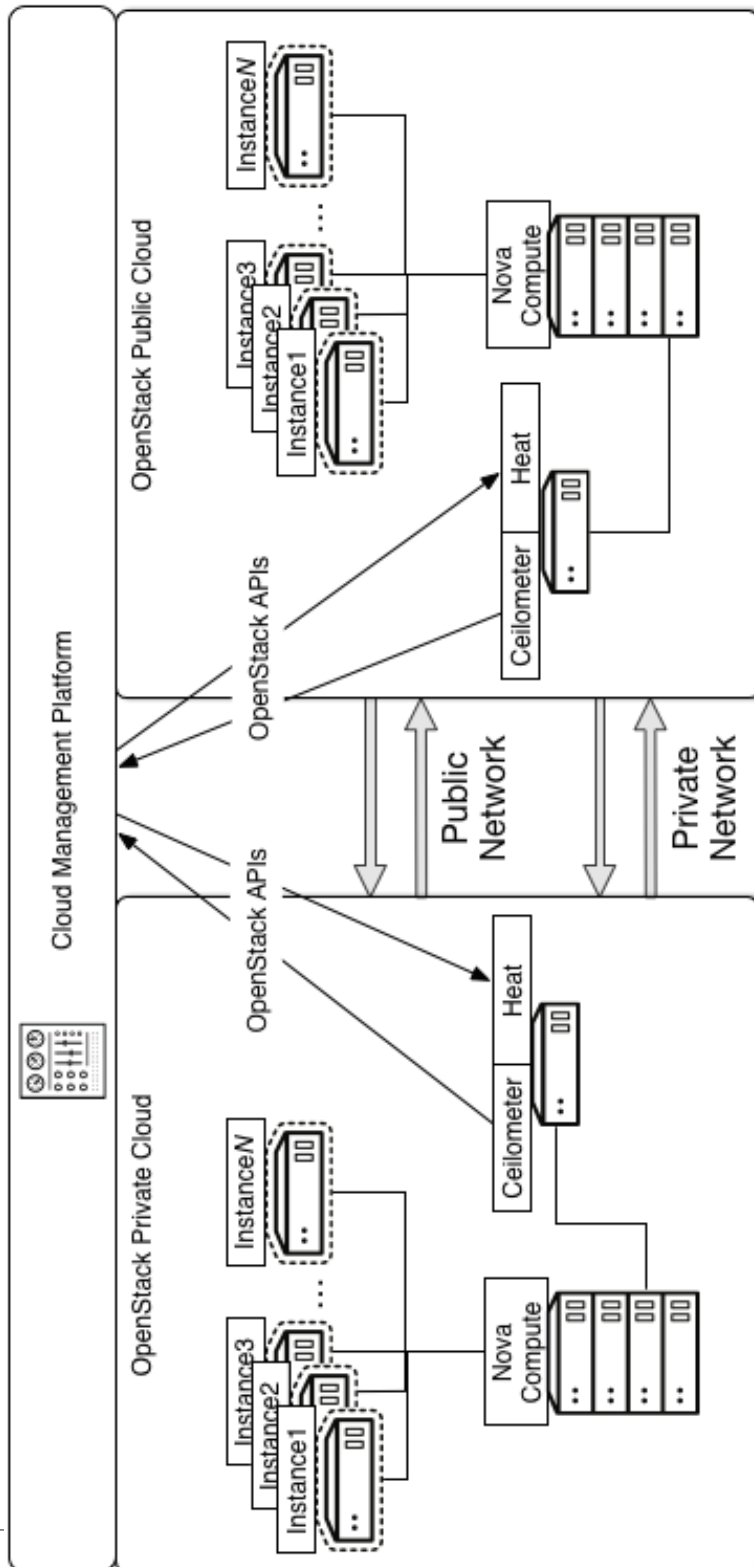 Cloud Management Platform
OpenStack Private Cloud
Instance3
Instance2
Instance1
...
InstanceN
Nova
Compute
Ceilometer
Heat
OpenStack APIs
OpenStack APIs
Public
Network
Private
Network
OpenStack Public Cloud
Instance3
Instance2
Instance1
...
InstanceN
Ceilometer
Heat
Nova
Compute